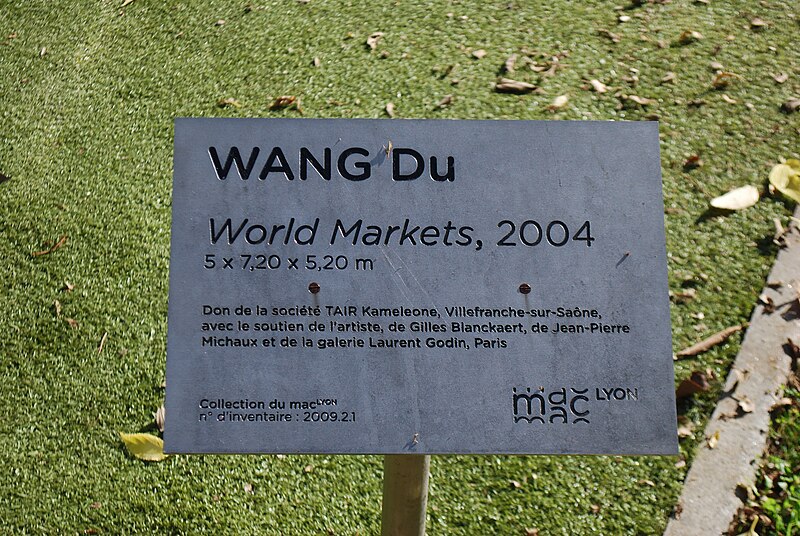 WANG Du
World Markets, 2004
5 x 7,20 x 5,20 m
Don de la société TAIR Kameleone, Villefranche-sur-Saône,
avec le soutien de l'artiste, de Gilles Blanckaert, de Jean-Pierre
Michaux et de la galerie Laurent Godin, Paris
Collection du macLYON
n° d'inventaire : 2009.2.1
mac LYON